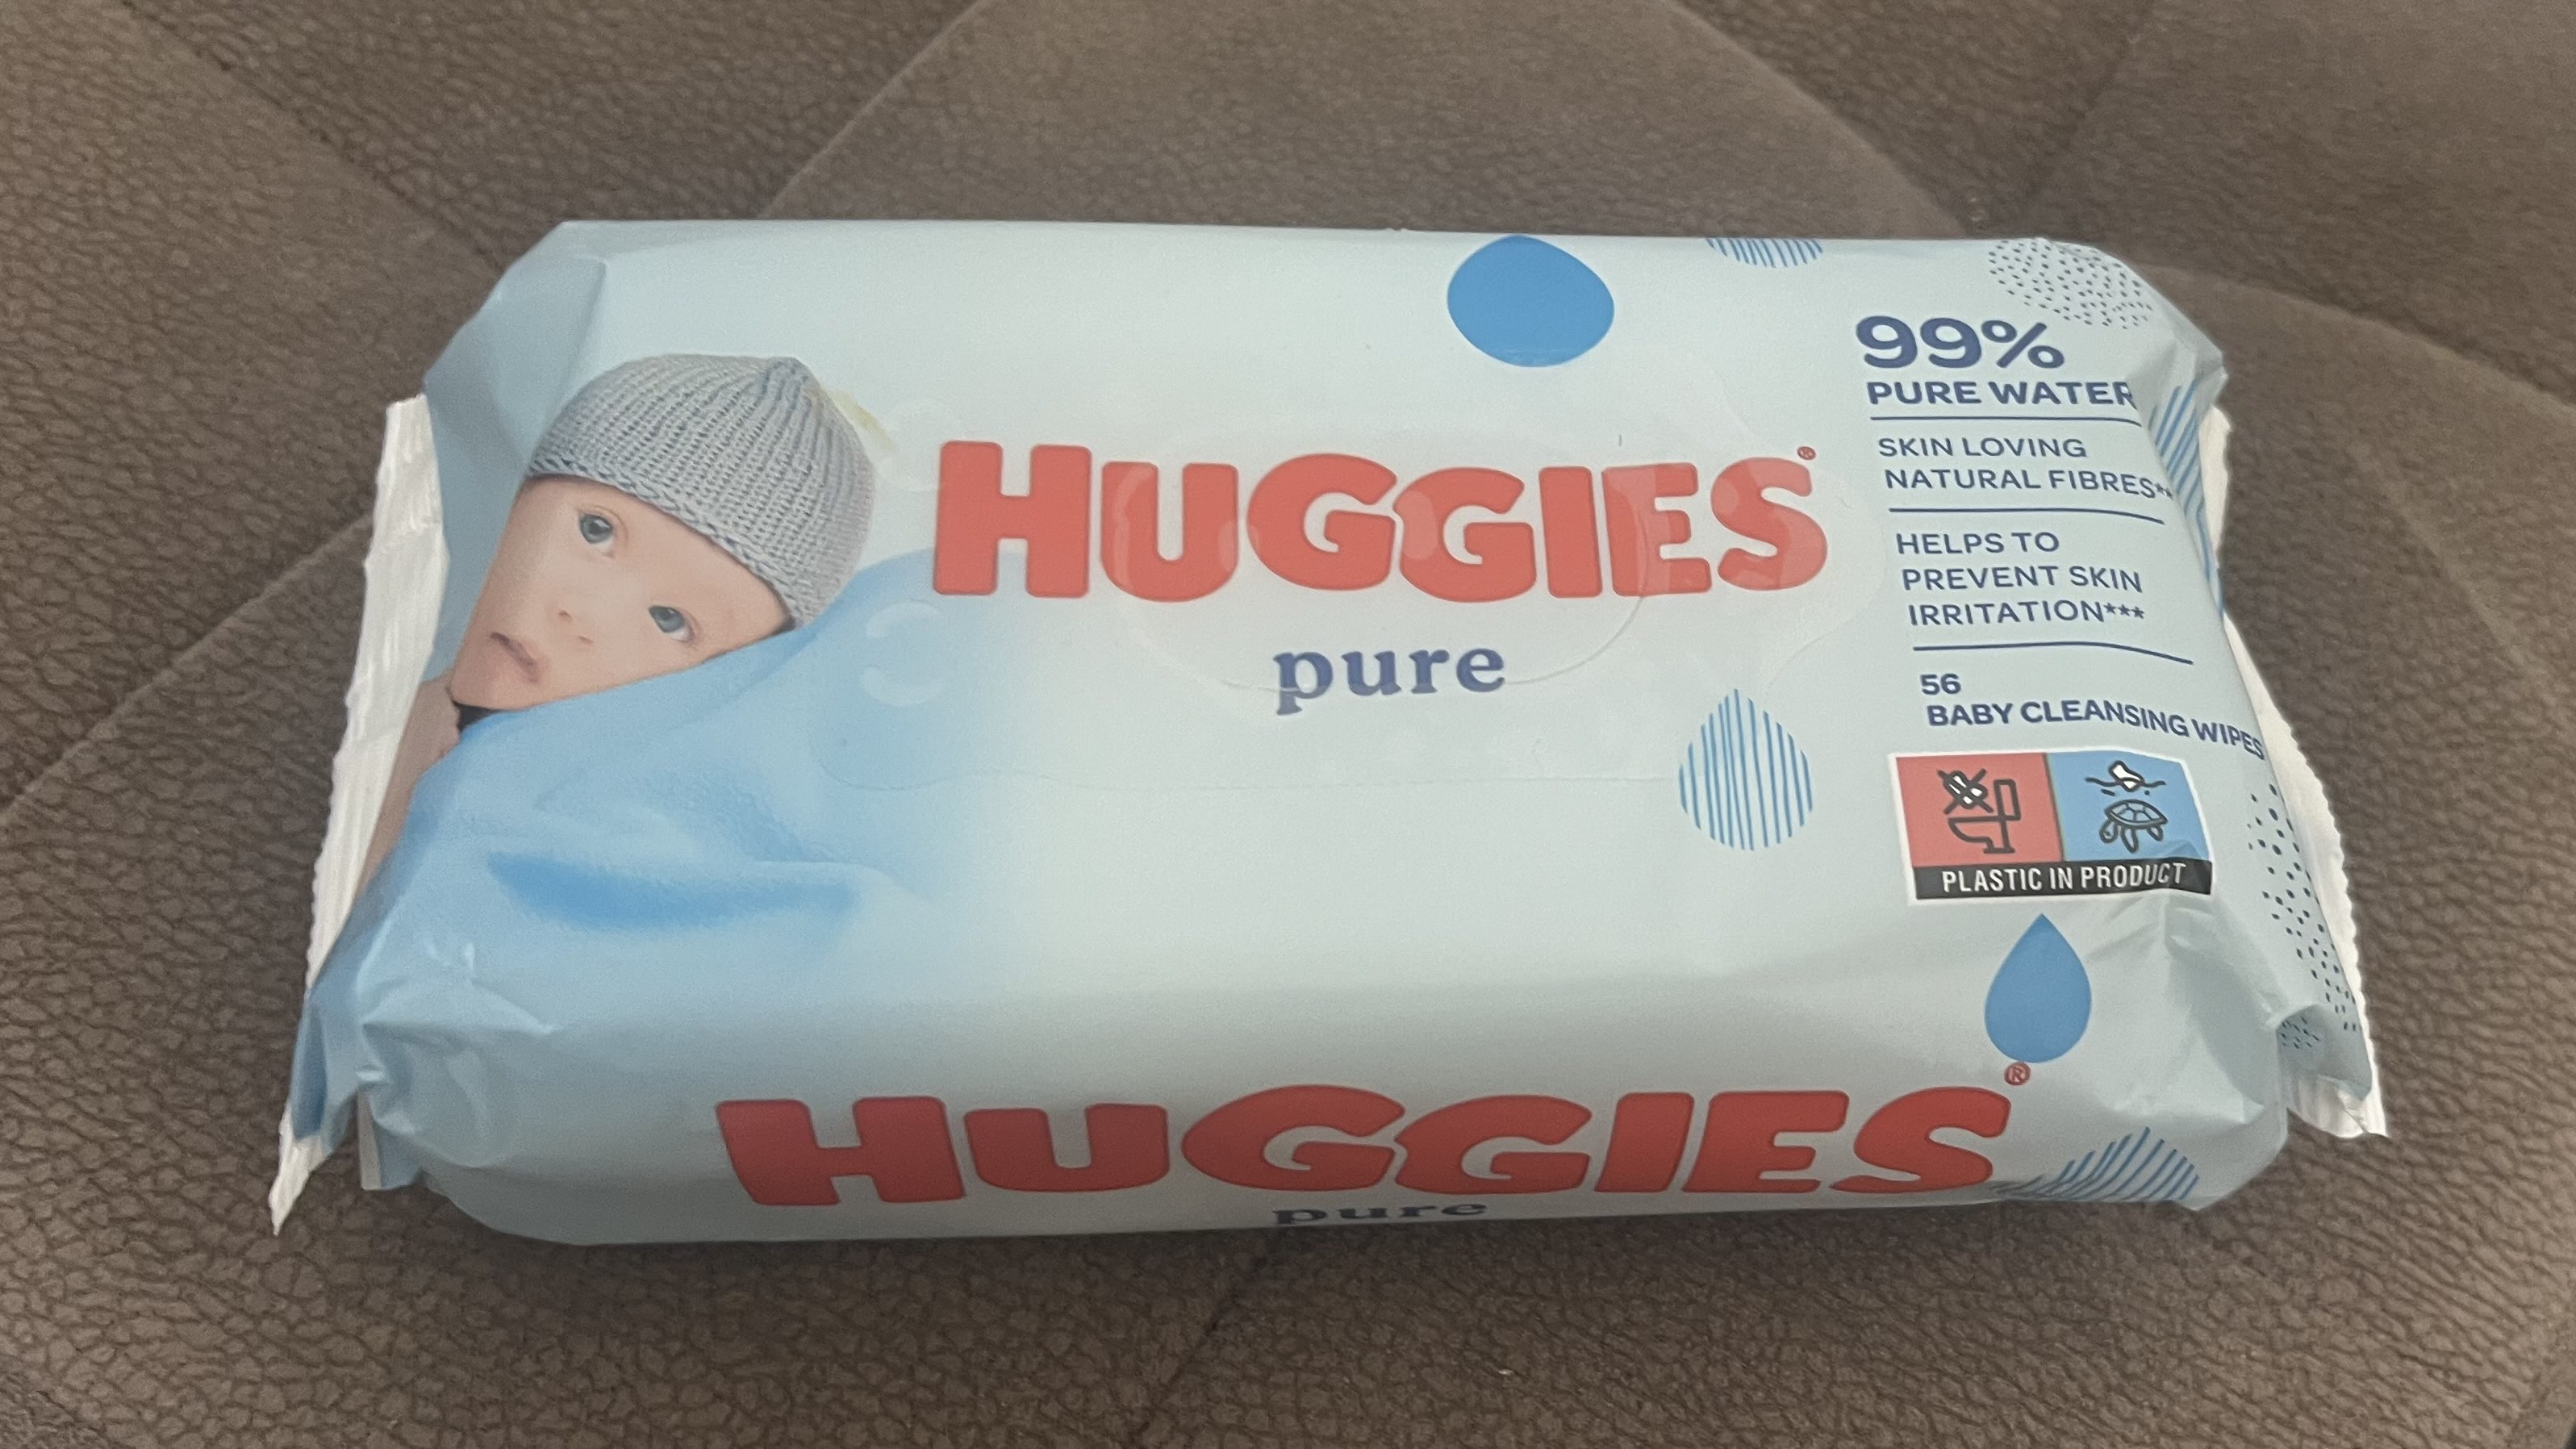 99%
PURE WATER
SKIN LOVING
NATURAL FIBRES**
HUGGIES®
pure
HELPS TO
PREVENT SKIN
IRRITATION***
56
BABY CLEANSING WIPES
PLASTIC IN PRODUCT
HUGGIES®
pure